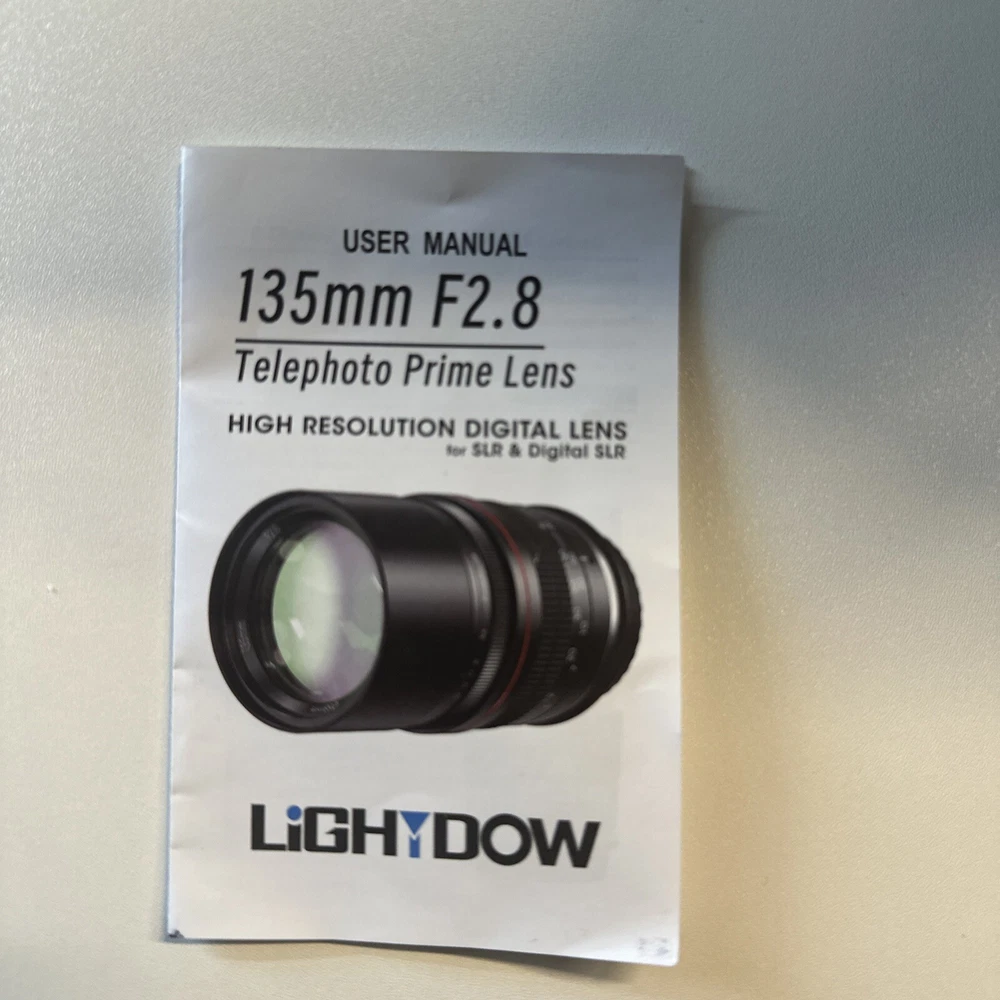 USER MANUAL
135mm F2.8
Telephoto Prime Lens
HIGH RESOLUTION DIGITAL LENS
for SLR & Digital SLR
LiGHTDOW